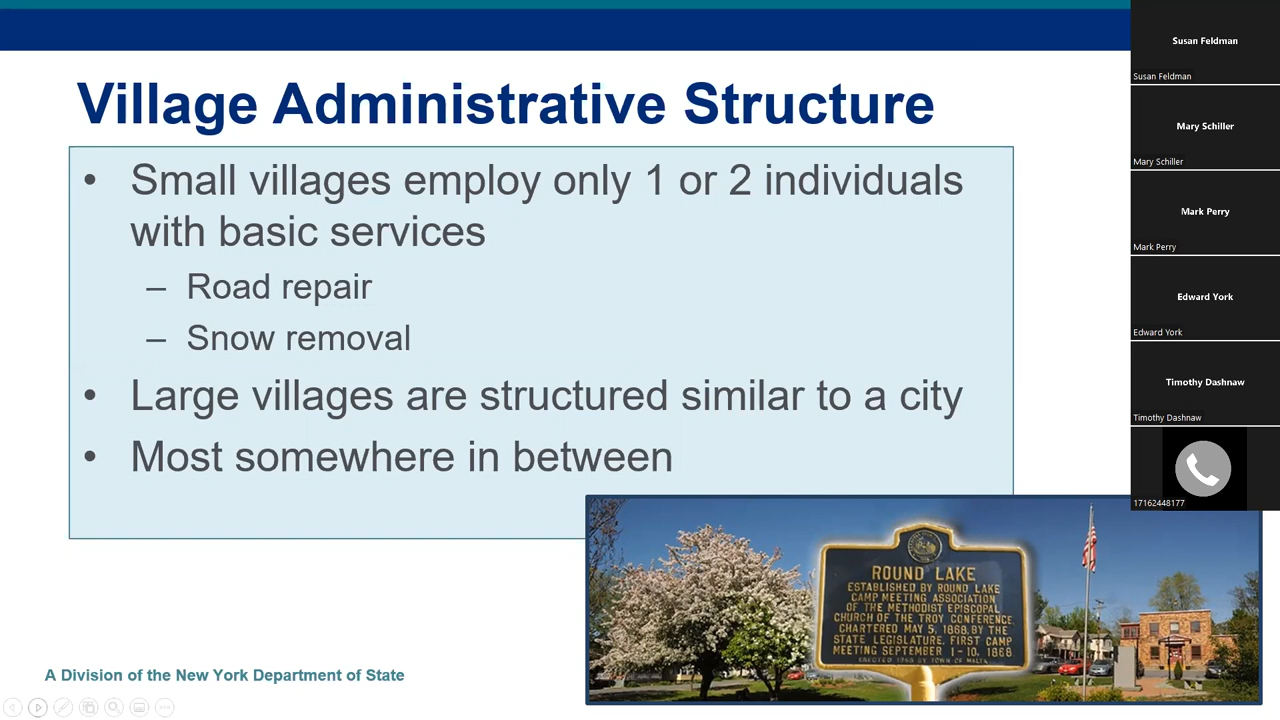 Village Administrative Structure
• Small villages employ only 1 or 2 individuals
with basic services
– Road repair
– Snow removal
• Large villages are structured similar to a city
• Most somewhere in between
ROUND LAKE
ESTABLISHED BY ROUND LAKE
CAMP MEETING ASSOCIATION
OF THE METHODIST EPISCOPAL
CHURCH OF THE TROY CONFERENCE,
CHARTERED MAY 5, 1868, BY THE
STATE LEGISLATURE. FIRST CAMP
MEETING SEPTEMBER 1-10, 1868.
BY TOWN OF MALTA
A Division of the New York Department of State
Susan Feldman
Susan Feldman
Mary Schiller
Mary Schiller
Mark Perry
Mark Perry
Edward York
Edward York
Timothy Dashnaw
Timothy Dashnaw
17162448177